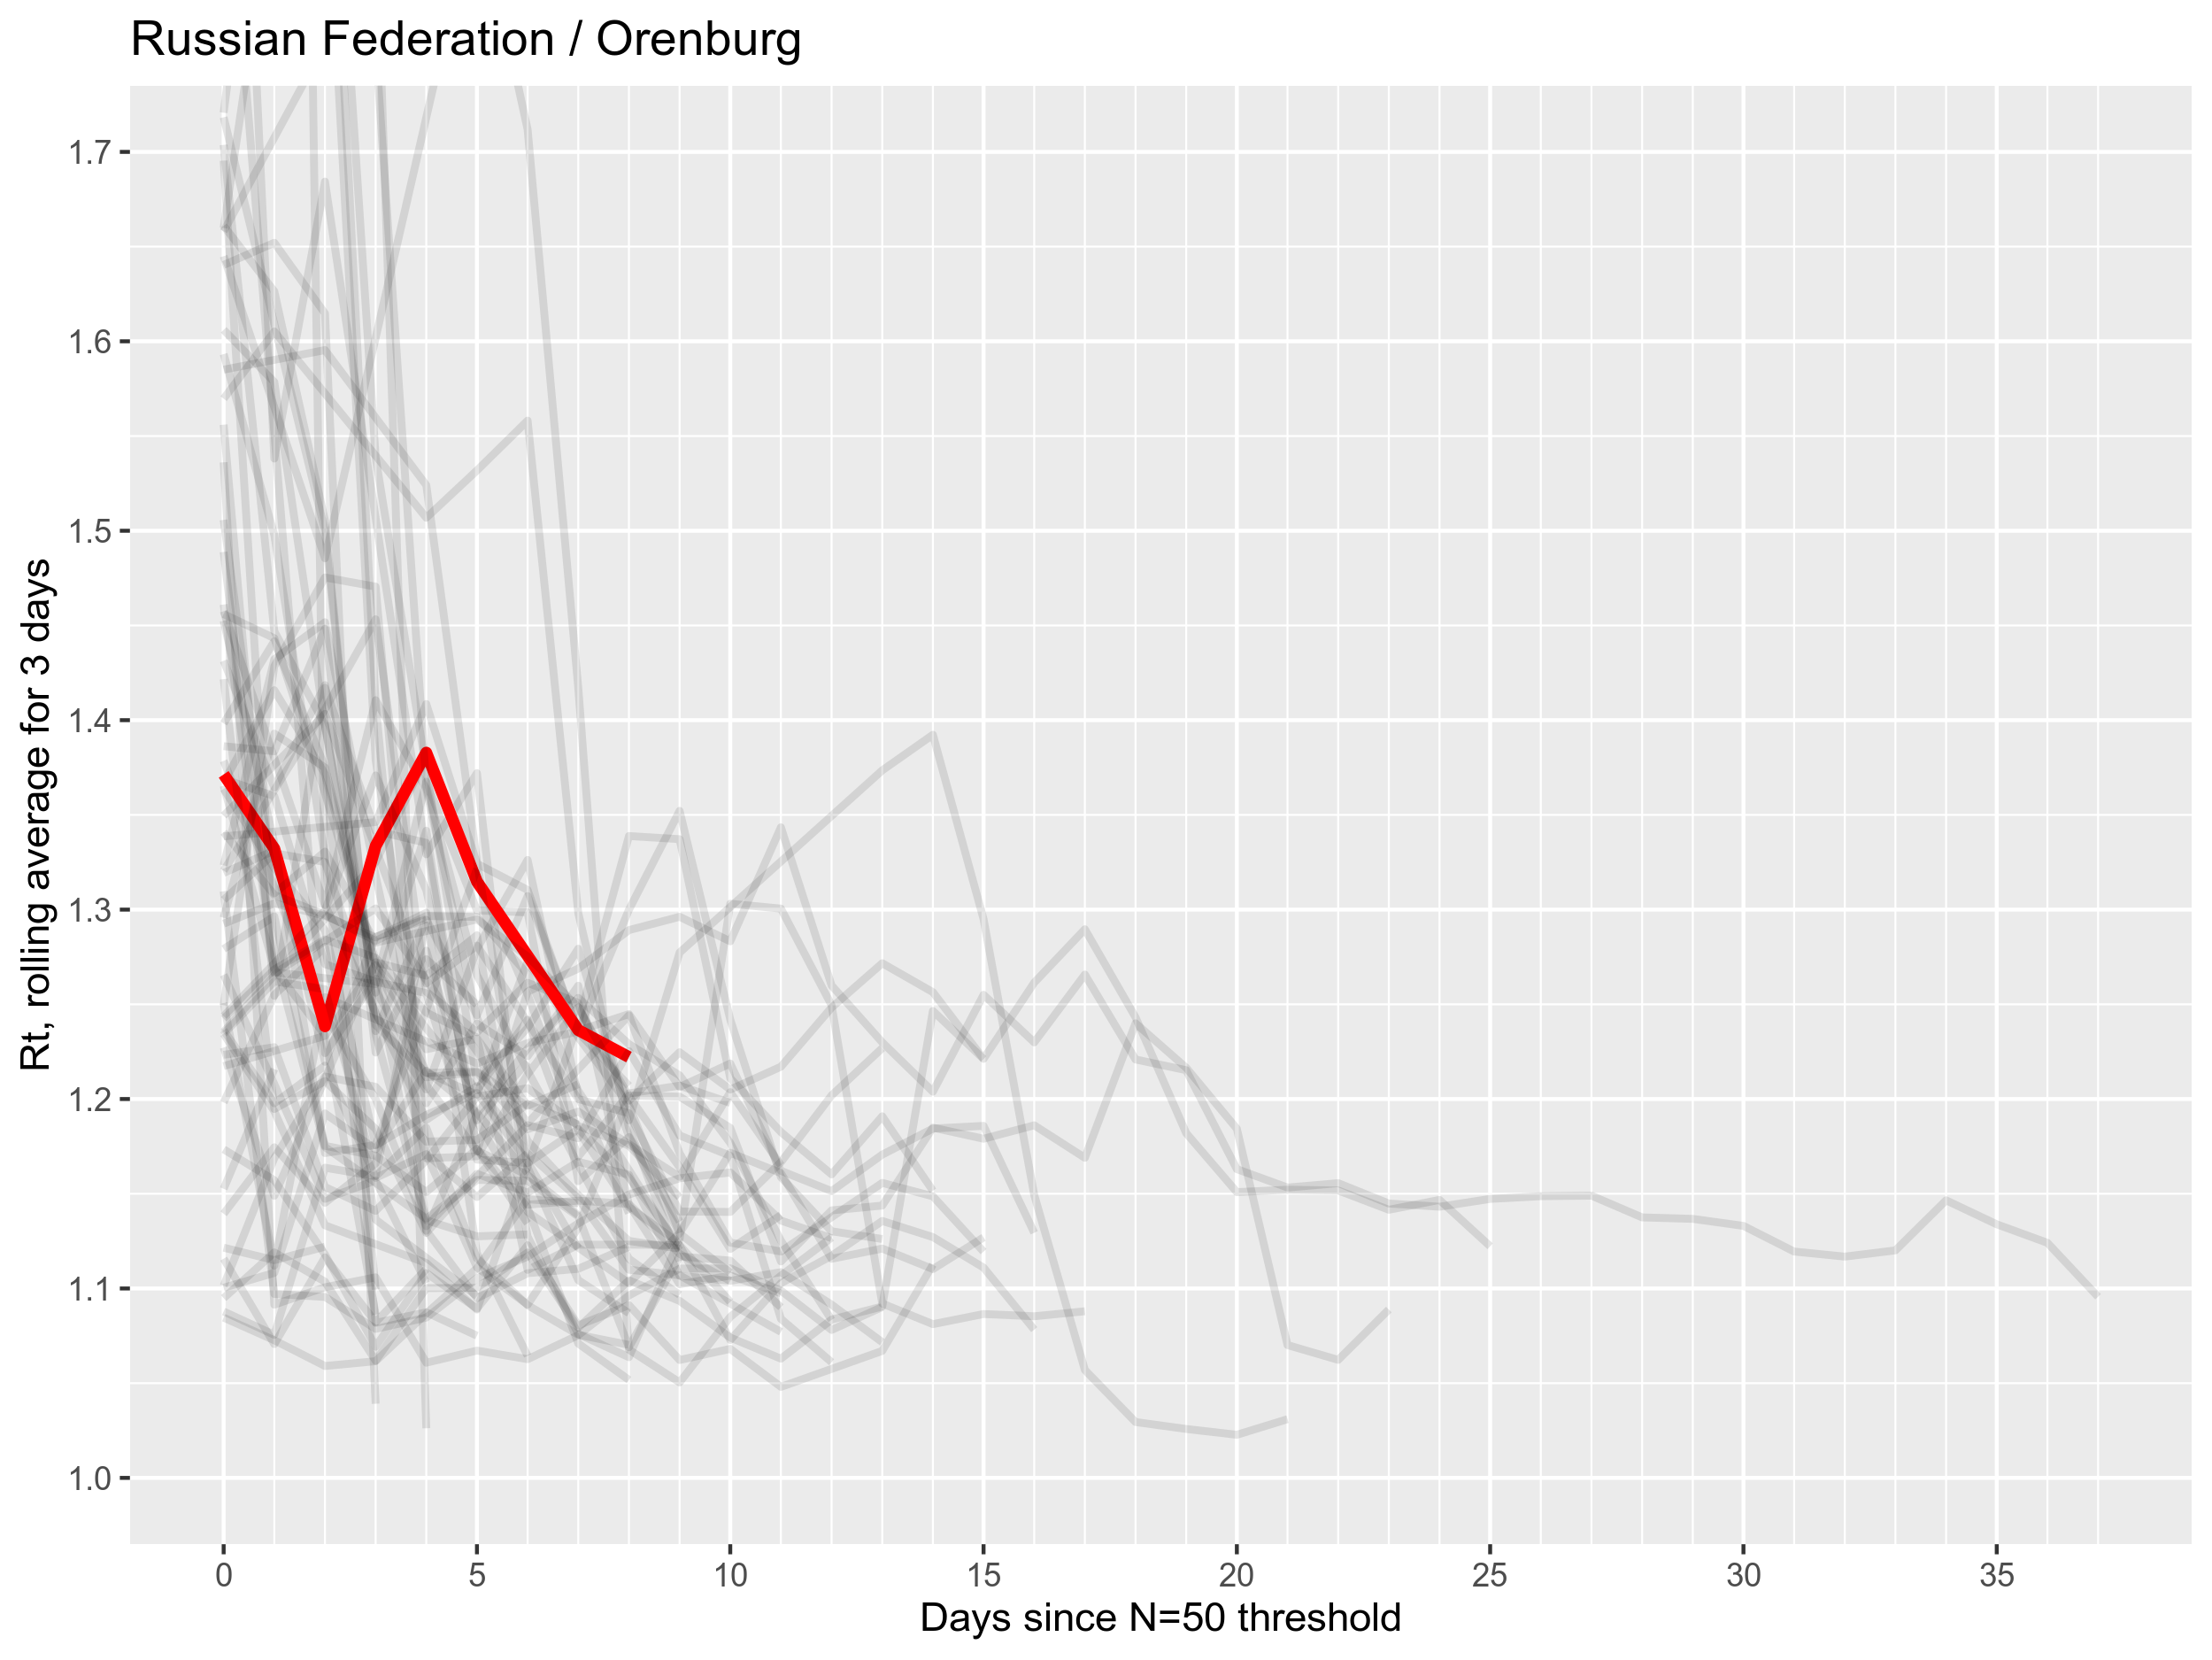 Russian Federation / Orenburg
Rt, rolling average for 3 days
1.7
1.6
1.5
1.4
1.3
1.2
1.1
1.0
0 5 10 15 20 25 30 35
Days since N=50 threshold